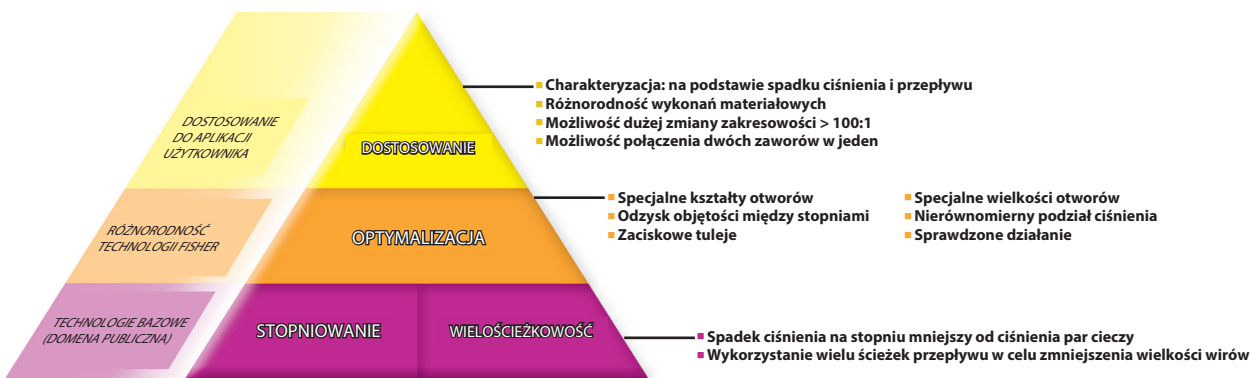 DOSTOSOWANIE
DO APLIKACJI
UŻYTKOWNIKA
DOSTOSOWANIE
■ Charakteryzacja: na podstawie spadku ciśnienia i przepływu
■ Różnorodność wykonań materiałowych
■ Możliwość dużej zmiany zakresowości > 100:1
■ Możliwość połączenia dwóch zaworów w jeden
RÓŻNORODNOŚĆ
TECHNOLOGII FISHER
OPTYMALIZACJA
■ Specjalne kształty otworów
■ Odzysk objętości między stopniami
■ Zaciskowe tuleje
■ Specjalne wielkości otworów
■ Nierównomierny podział ciśnienia
■ Sprawdzone działanie
TECHNOLOGIE BAZOWE
(DOMENA PUBLICZNA)
STOPNIOWANIE
WIELOŚCIEŻKOWOŚĆ
■ Spadek ciśnienia na stopniu mniejszy od ciśnienia par cieczy
■ Wykorzystanie wielu ścieżek przepływu w celu zmniejszenia wielkości wirów